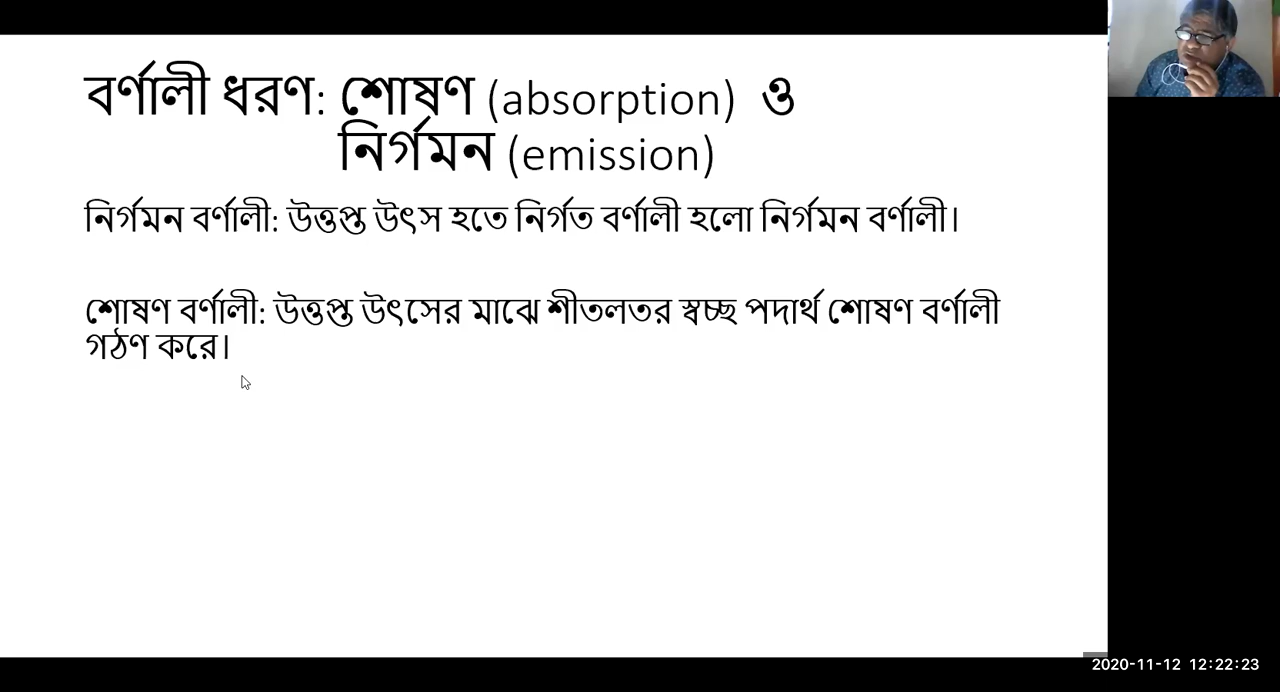 বর্ণালী ধরণ: শোষণ (absorption) ও
নির্গমন (emission)
নির্গমন বর্ণালী: উত্তপ্ত উৎস হতে নির্গত বর্ণালী হলো নির্গমন বর্ণালী।
শোষণ বর্ণালী: উত্তপ্ত উৎসের মাঝে শীতলতর স্বচ্ছ পদার্থ শোষণ বর্ণালী
গঠণ করে।
2020-11-12 12:22:23